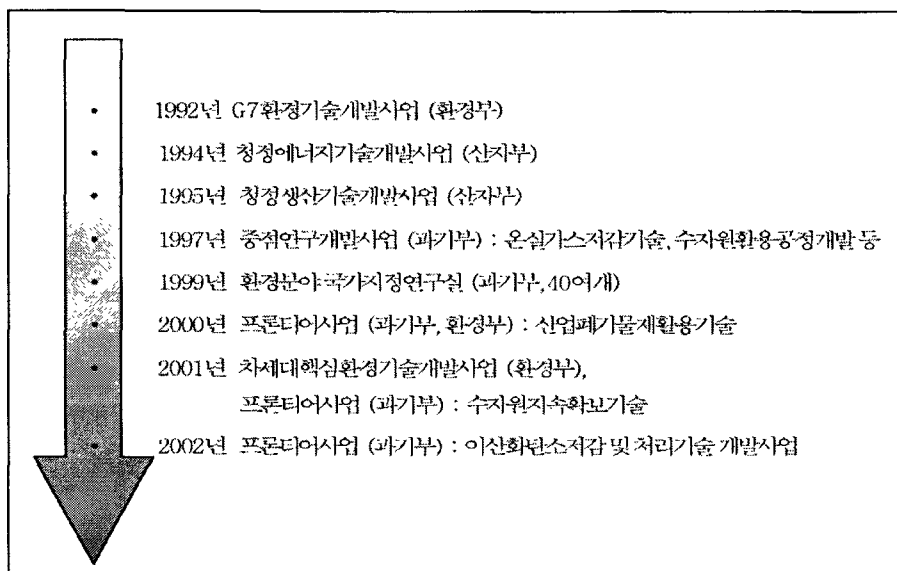 1992년 G7환경기술개발사업 (환경부)
1994년 청정에너지기술개발사업 (산자부)
1995년 청정생산기술개발사업 (산자부)
1997년 중점연구개발사업 (과기부) : 온실가스저감기술, 수자원활용공정개발 등
1999년 환경분야국가지정연구실 (과기부, 40여개)
2000년 프론티어사업 (과기부, 환경부) : 산업폐기물재활용기술
2001년 차세대핵심환경기술개발사업 (환경부),
프론티어사업 (과기부) : 수자원지속확보기술
2002년 프론티어사업 (과기부) : 이산화탄소저감 및 처리기술 개발사업